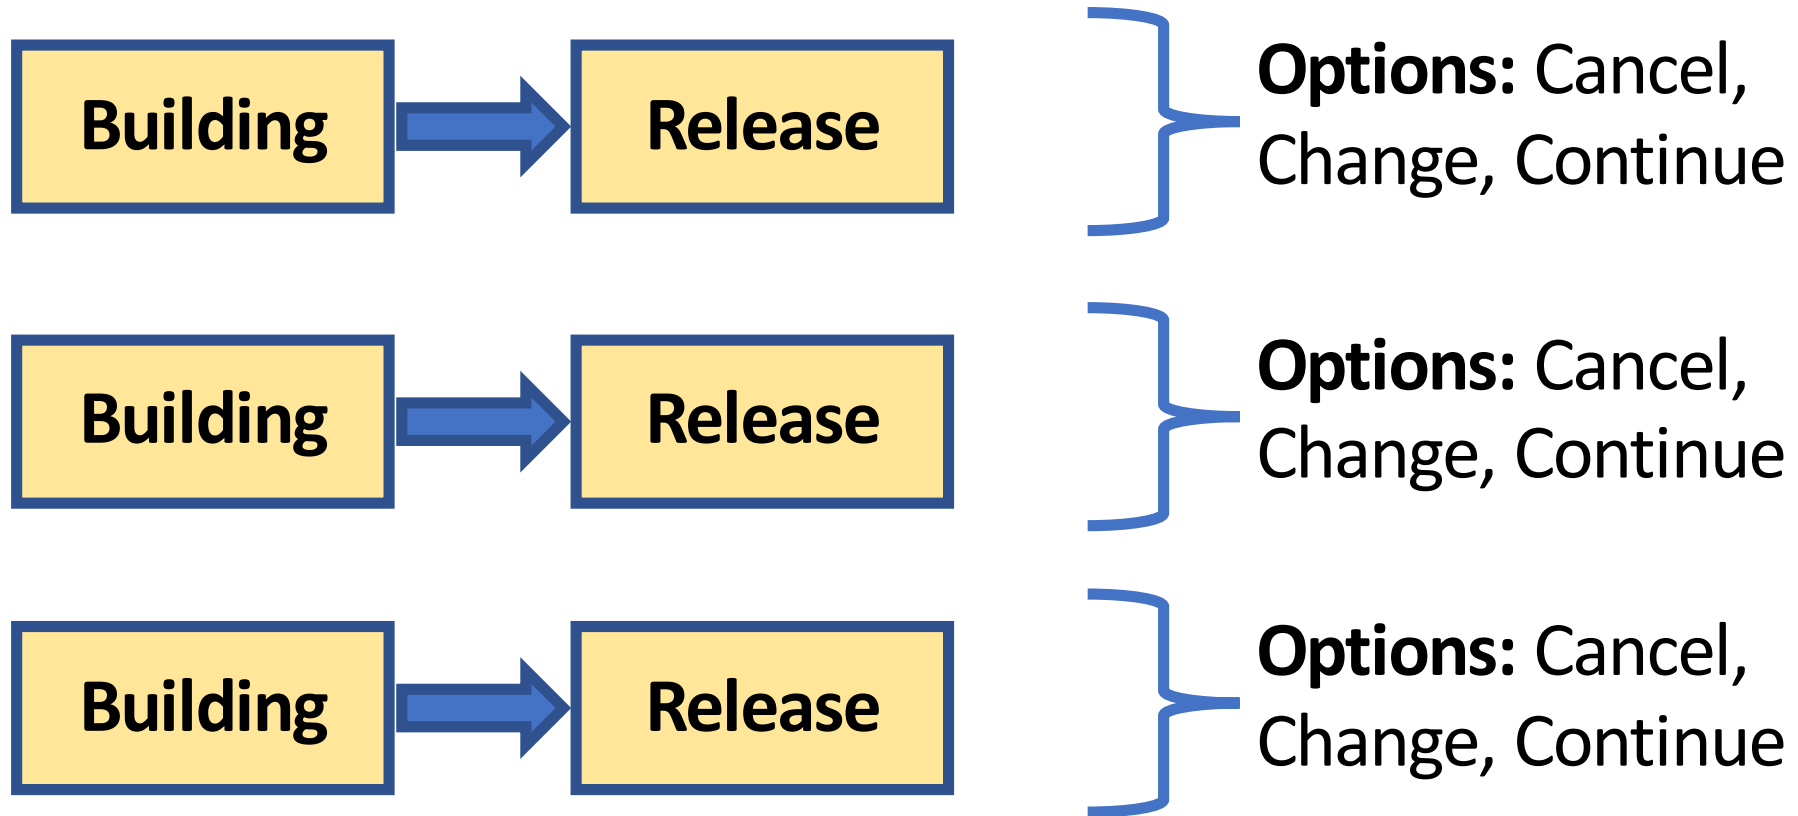 Building
Release
Options: Cancel,
Change, Continue
Building
Release
Options: Cancel,
Change, Continue
Building
Release
Options: Cancel,
Change, Continue